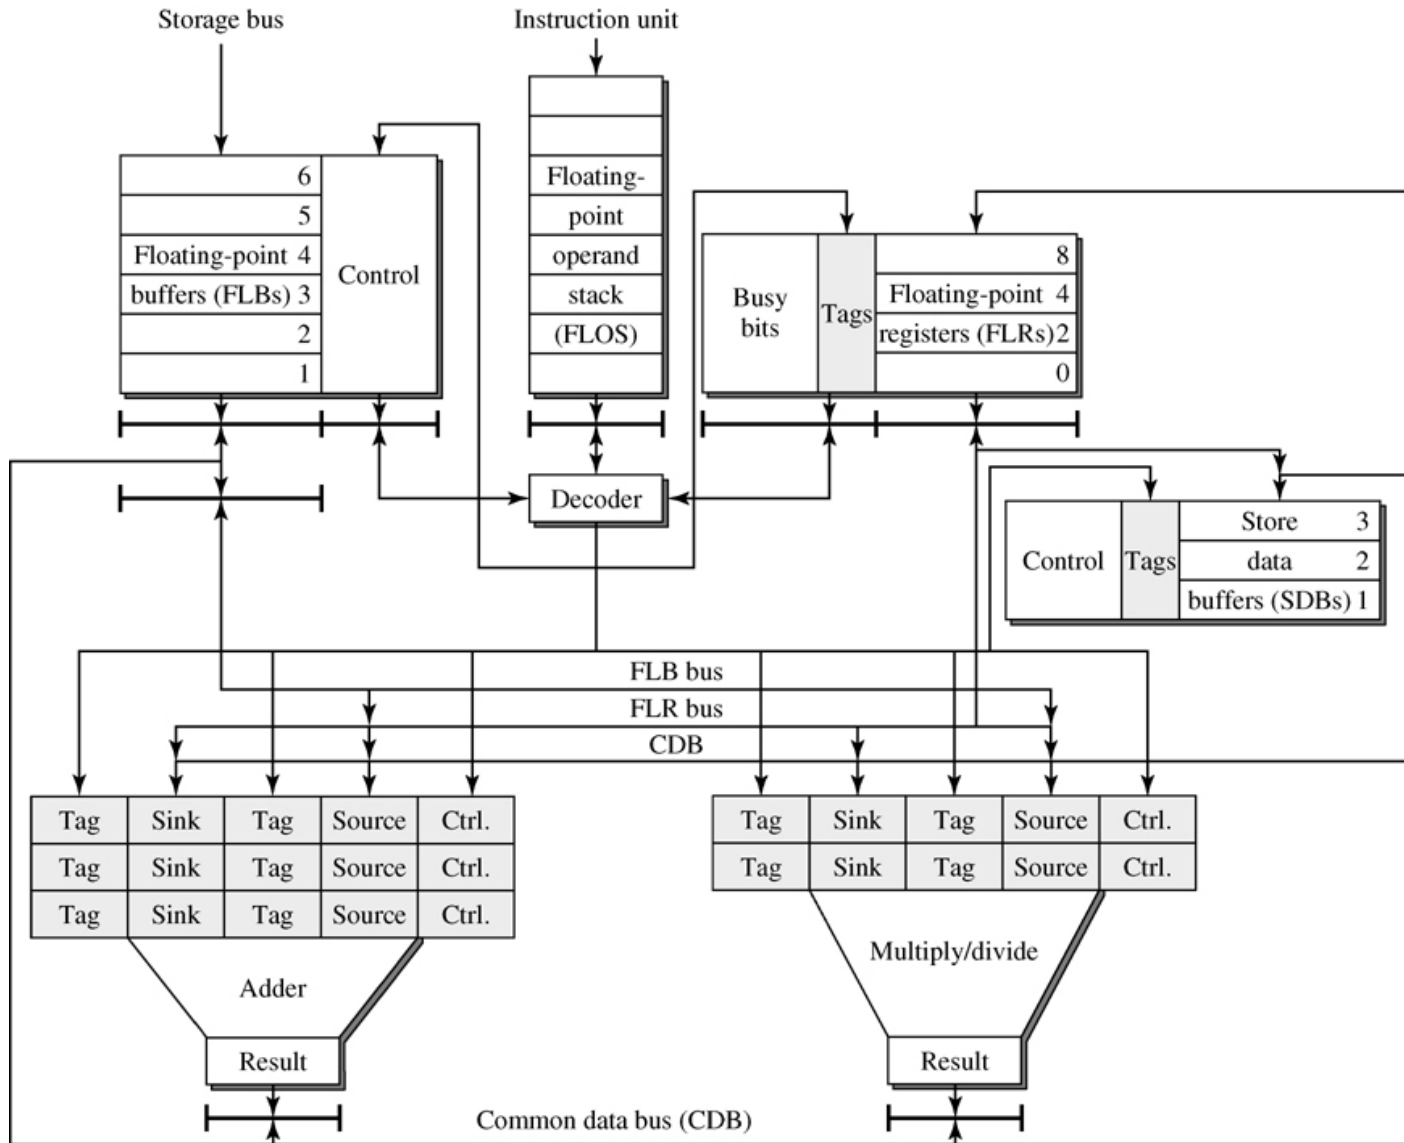 Storage bus
Instruction unit
6
5
Floating-point 4
buffers (FLBs) 3
2
1
Control
Floating-
point
operand
stack
(FLOS)
Busy
bits
Tags
8
Floating-point 4
registers (FLRs) 2
0
Decoder
Control
Tags
Store 3
data 2
buffers (SDBs) 1
FLB bus
FLR bus
CDB
Tag Sink Tag Source Ctrl.
Tag Sink Tag Source Ctrl.
Tag Sink Tag Source Ctrl.
Adder
Result
Tag Sink Tag Source Ctrl.
Tag Sink Tag Source Ctrl.
Multiply/divide
Result
Common data bus (CDB)